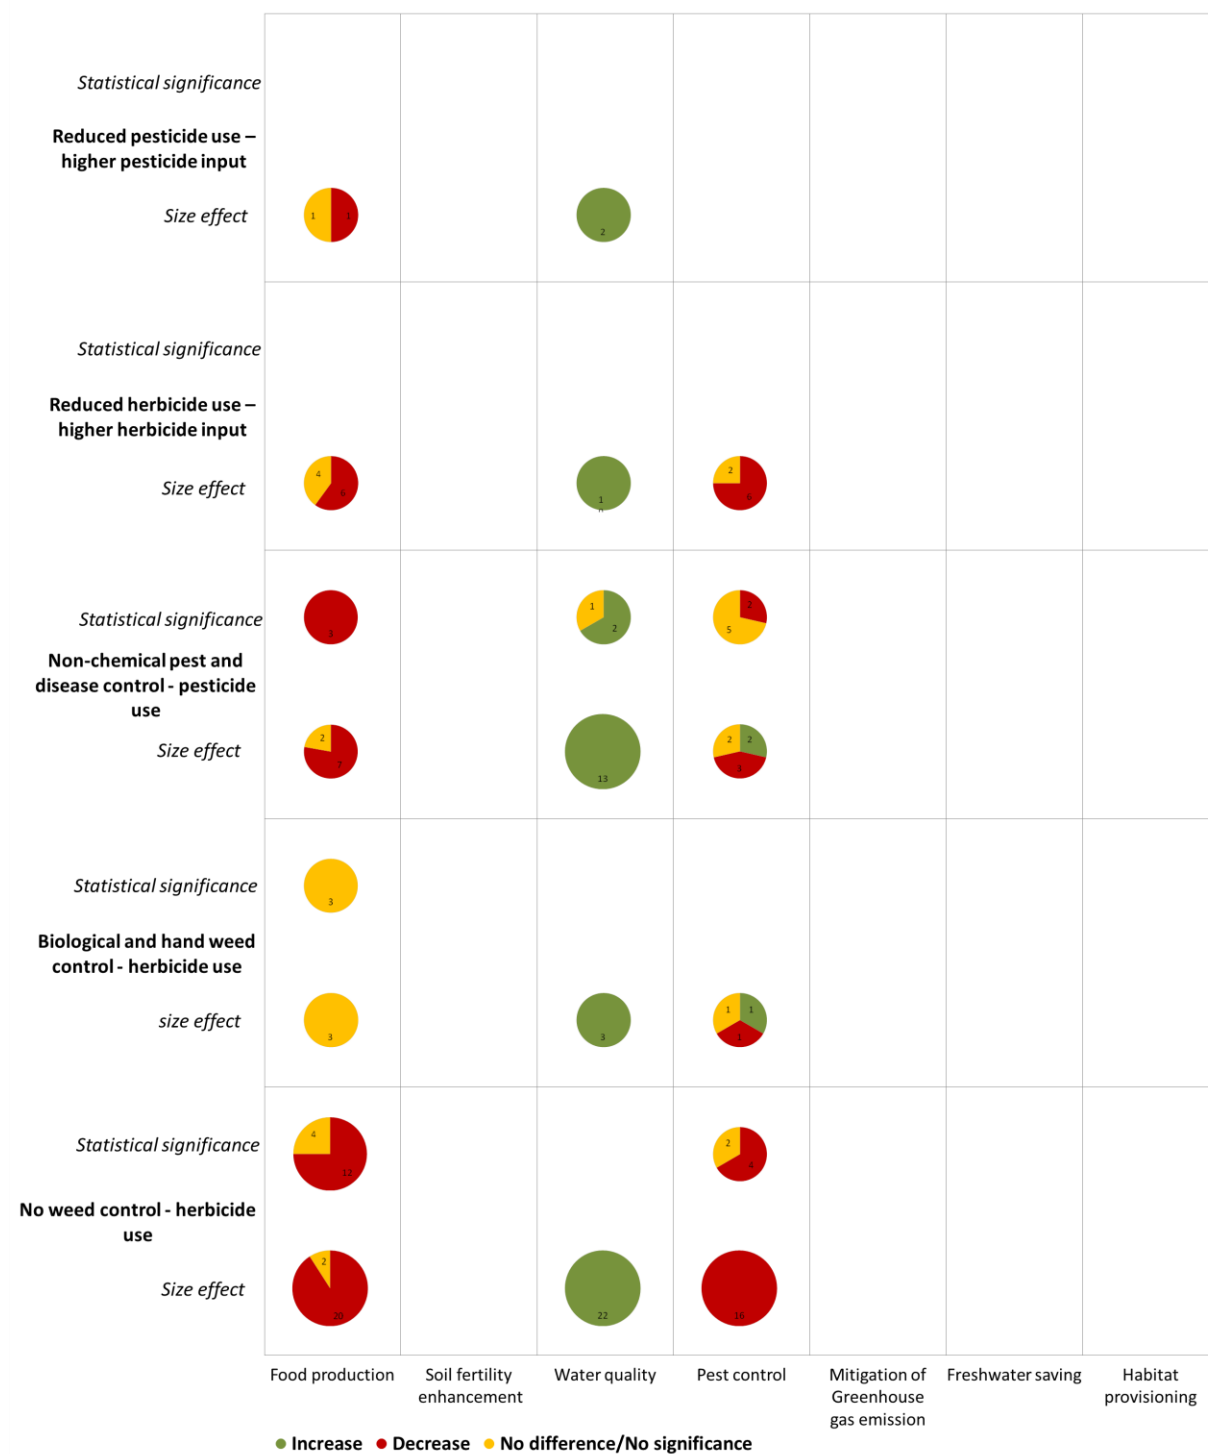 Statistical significance
Reduced pesticide use –
higher pesticide input
Size effect
1 1
2
Statistical significance
Reduced herbicide use –
higher herbicide input
Size effect
4 6
1
2 6
Statistical significance
1 2
2 5
Non-chemical pest and
disease control - pesticide
use
Size effect
2 7
13
2 2
Statistical significance
3
Biological and hand weed
control - herbicide use
size effect
3
3
1 1
Statistical significance
4 12
2 4
No weed control - herbicide
use
Size effect
2 20
22
16
Food production
Soil fertility
enhancement
Water quality
Pest control
Mitigation of
Greenhouse
gas emission
Freshwater saving
Habitat
provisioning
Increase Decrease No difference/No significance